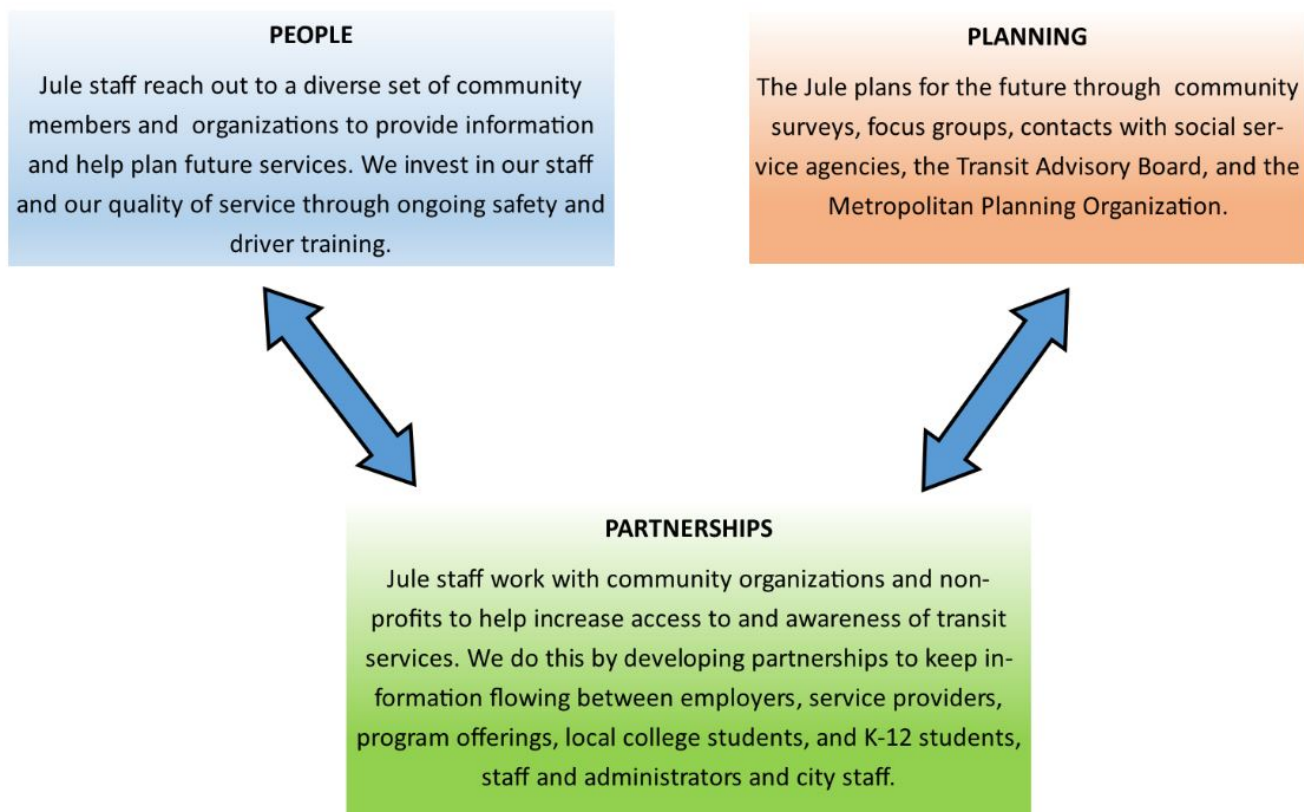 PEOPLE
Jule staff reach out to a diverse set of community
members and organizations to provide information
and help plan future services. We invest in our staff
and our quality of service through ongoing safety and
driver training.
PLANNING
The Jule plans for the future through community
surveys, focus groups, contacts with social ser-
vice agencies, the Transit Advisory Board, and the
Metropolitan Planning Organization.
PARTNERSHIPS
Jule staff work with community organizations and non-
profits to help increase access to and awareness of transit
services. We do this by developing partnerships to keep in-
formation flowing between employers, service providers,
program offerings, local college students, and K-12 students,
staff and administrators and city staff.